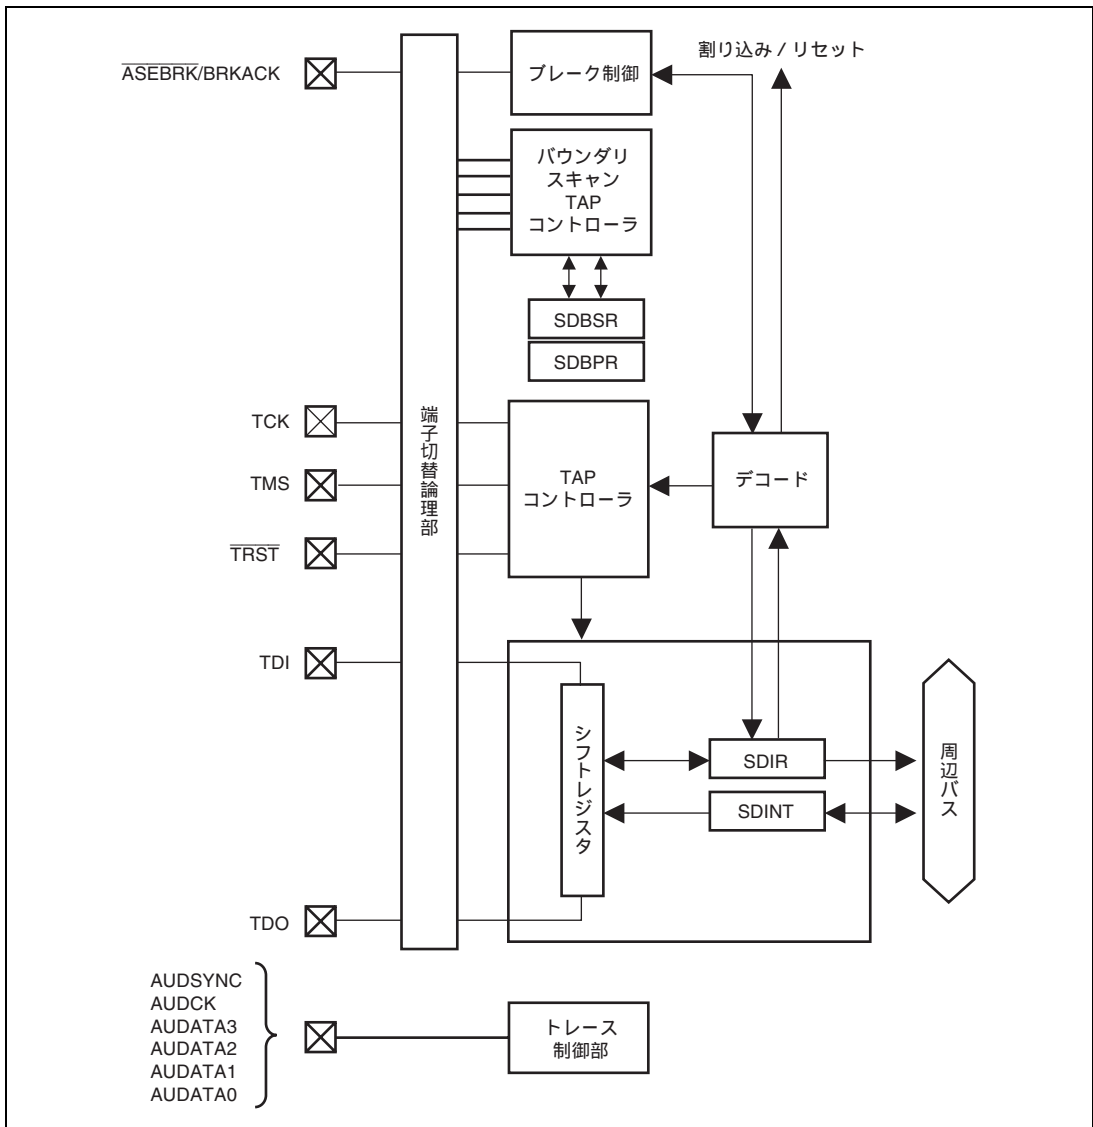 割り込み / リセット
ASEBRK/BRKACK
ブレーク制御
バウンダリ
スキャン
TAP
コントローラ
SDBSR
SDBPR
端子切替論理部
TCK
TMS
TRST
TAP
コントローラ
デコード
TDI
シフトレジスタ
SDIR
SDINT
周辺バス
TDO
AUDSYNC
AUDCK
AUDATA3
AUDATA2
AUDATA1
AUDATA0
トレース
制御部